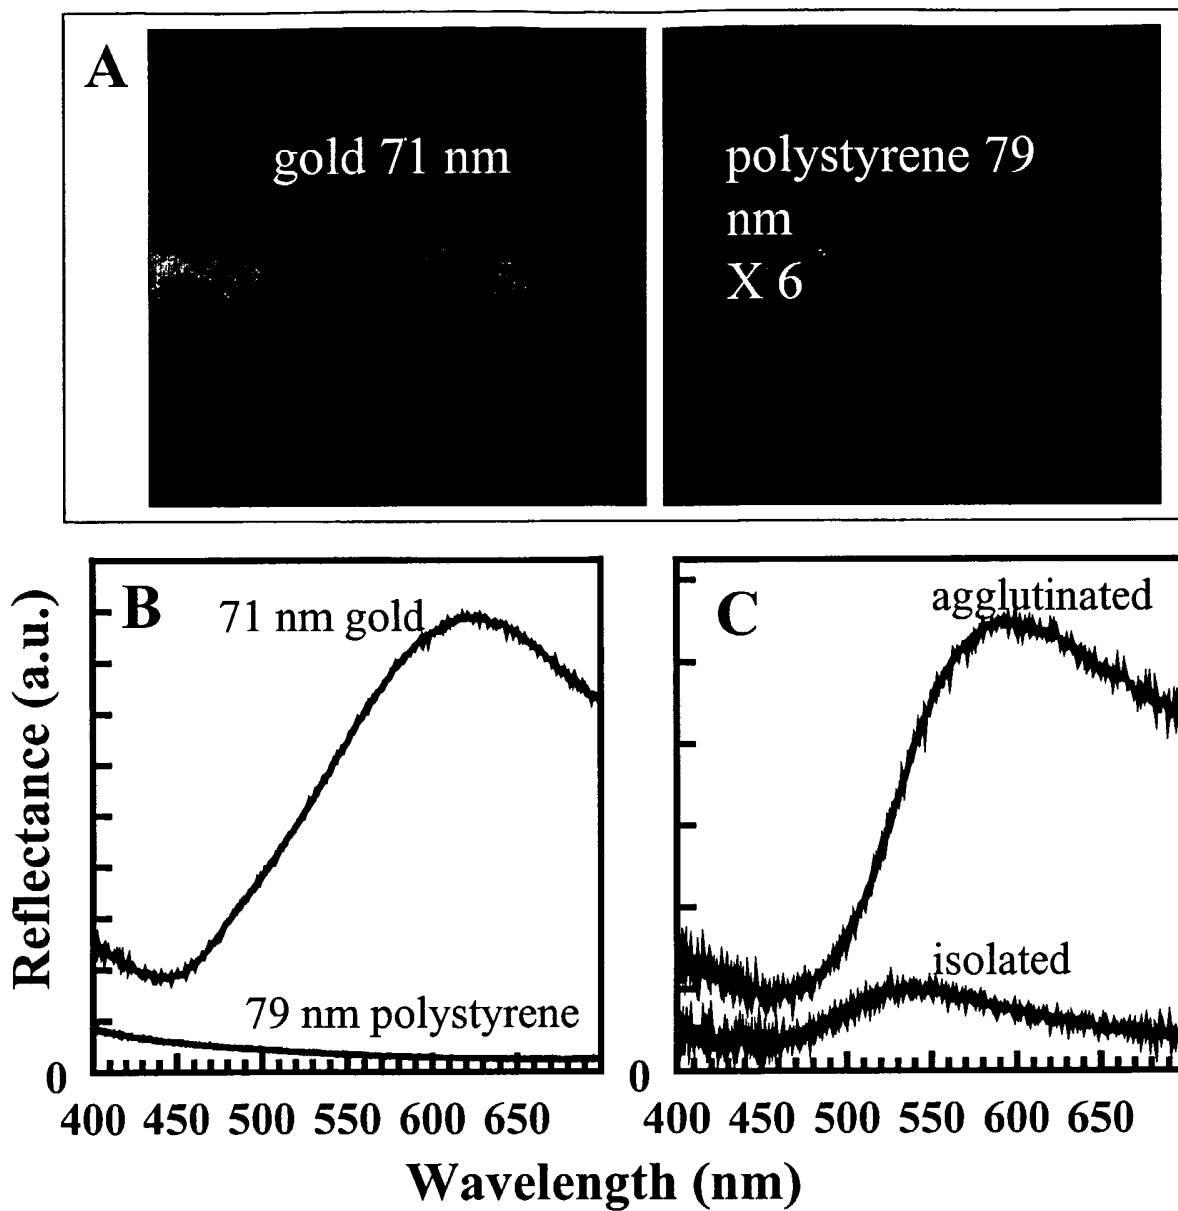 A
gold 71 nm
polystyrene 79
nm
X 6
B
71 nm gold
79 nm polystyrene
Reflectance (a.u.)
0
400 450 500 550 600 650
C
agglutinated
isolated
0
400 450 500 550 600 650
Wavelength (nm)